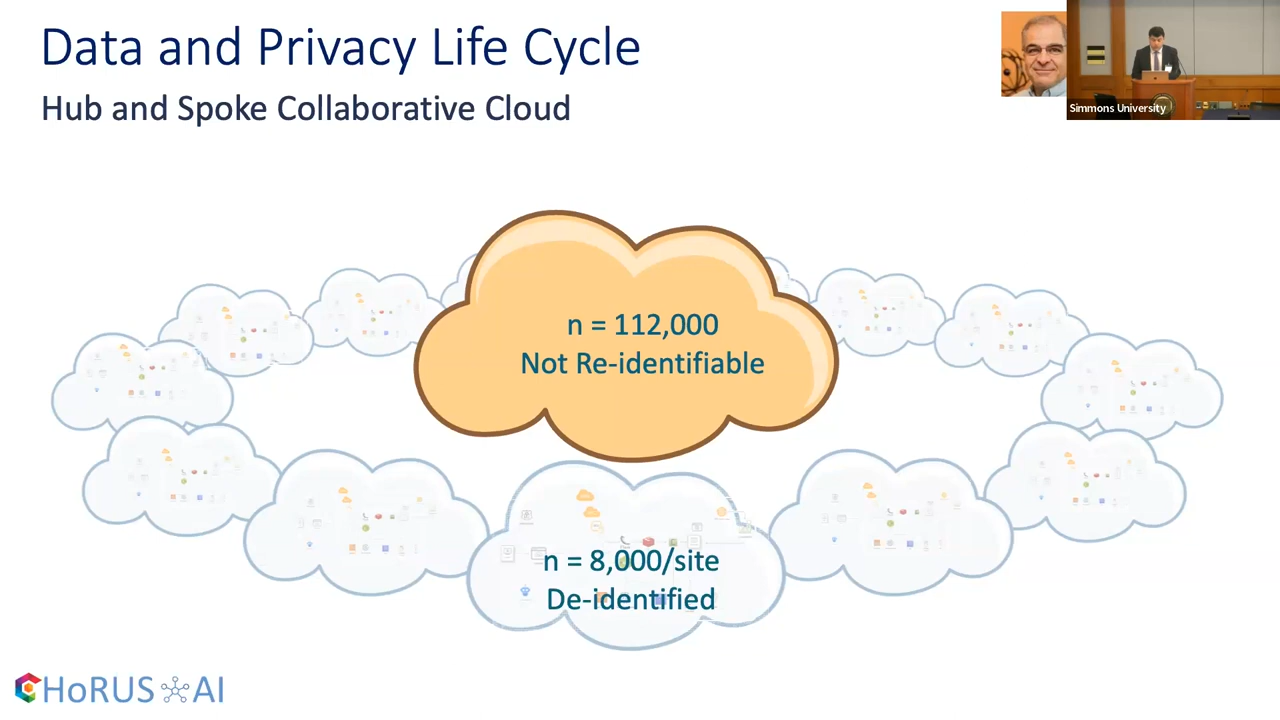 Data and Privacy Life Cycle
Hub and Spoke Collaborative Cloud
Simmons University
n = 112,000
Not Re-identifiable
n = 8,000/site
De-identified
CHoRUS AI